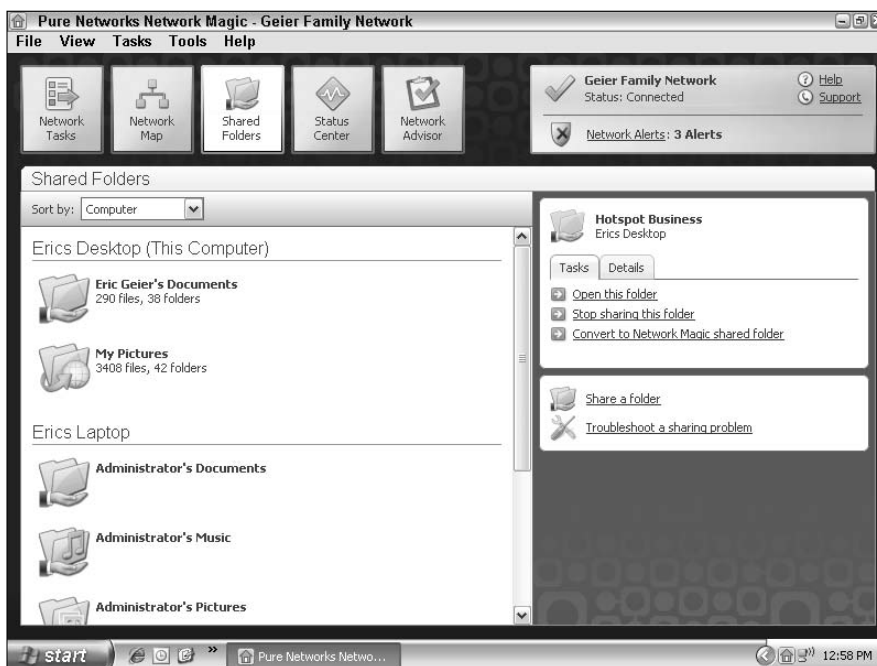 Pure Networks Network Magic - Geier Family Network
File View Tasks Tools Help
Network Tasks
Network Map
Shared Folders
Status Center
Network Advisor
Geier Family Network
Status: Connected
Help
Support
Network Alerts: 3 Alerts
Shared Folders
Sort by: Computer
Erics Desktop (This Computer)
Eric Geier's Documents
290 files, 38 folders
My Pictures
3408 files, 42 folders
Erics Laptop
Administrator's Documents
Administrator's Music
Administrator's Pictures
Hotspot Business
Erics Desktop
Tasks Details
Open this folder
Stop sharing this folder
Convert to Network Magic shared folder
Share a folder
Troubleshoot a sharing problem
start
Pure Networks Netwo...
12:58 PM